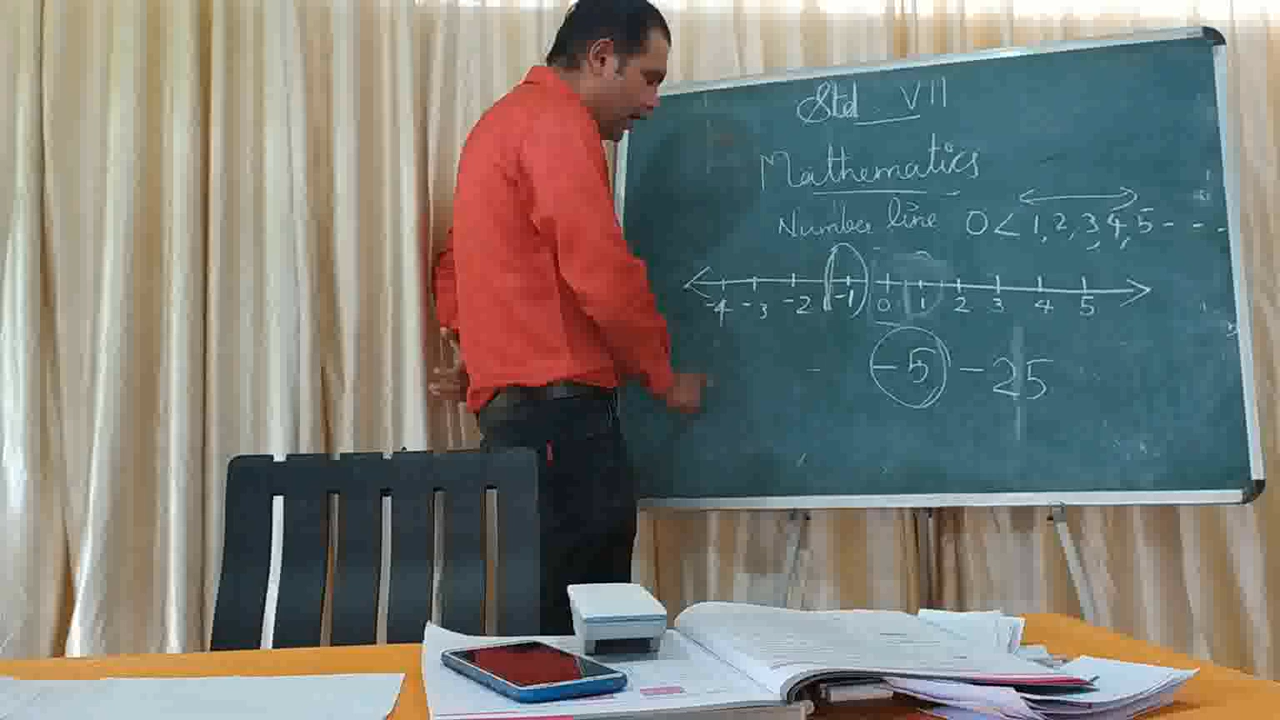 Std. VII
Mathematics
Number line 0 < 1, 2, 3, 4, 5 - - -
-4 -3 -2 -1 0 1 2 3 4 5
-5 -25